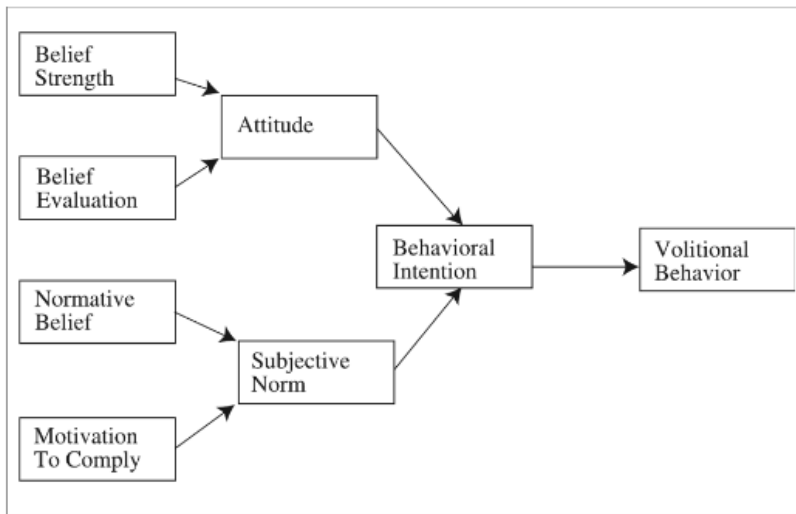 Belief
Strength
Attitude
Belief
Evaluation
Behavioral
Intention
Volitional
Behavior
Normative
Belief
Subjective
Norm
Motivation
To Comply